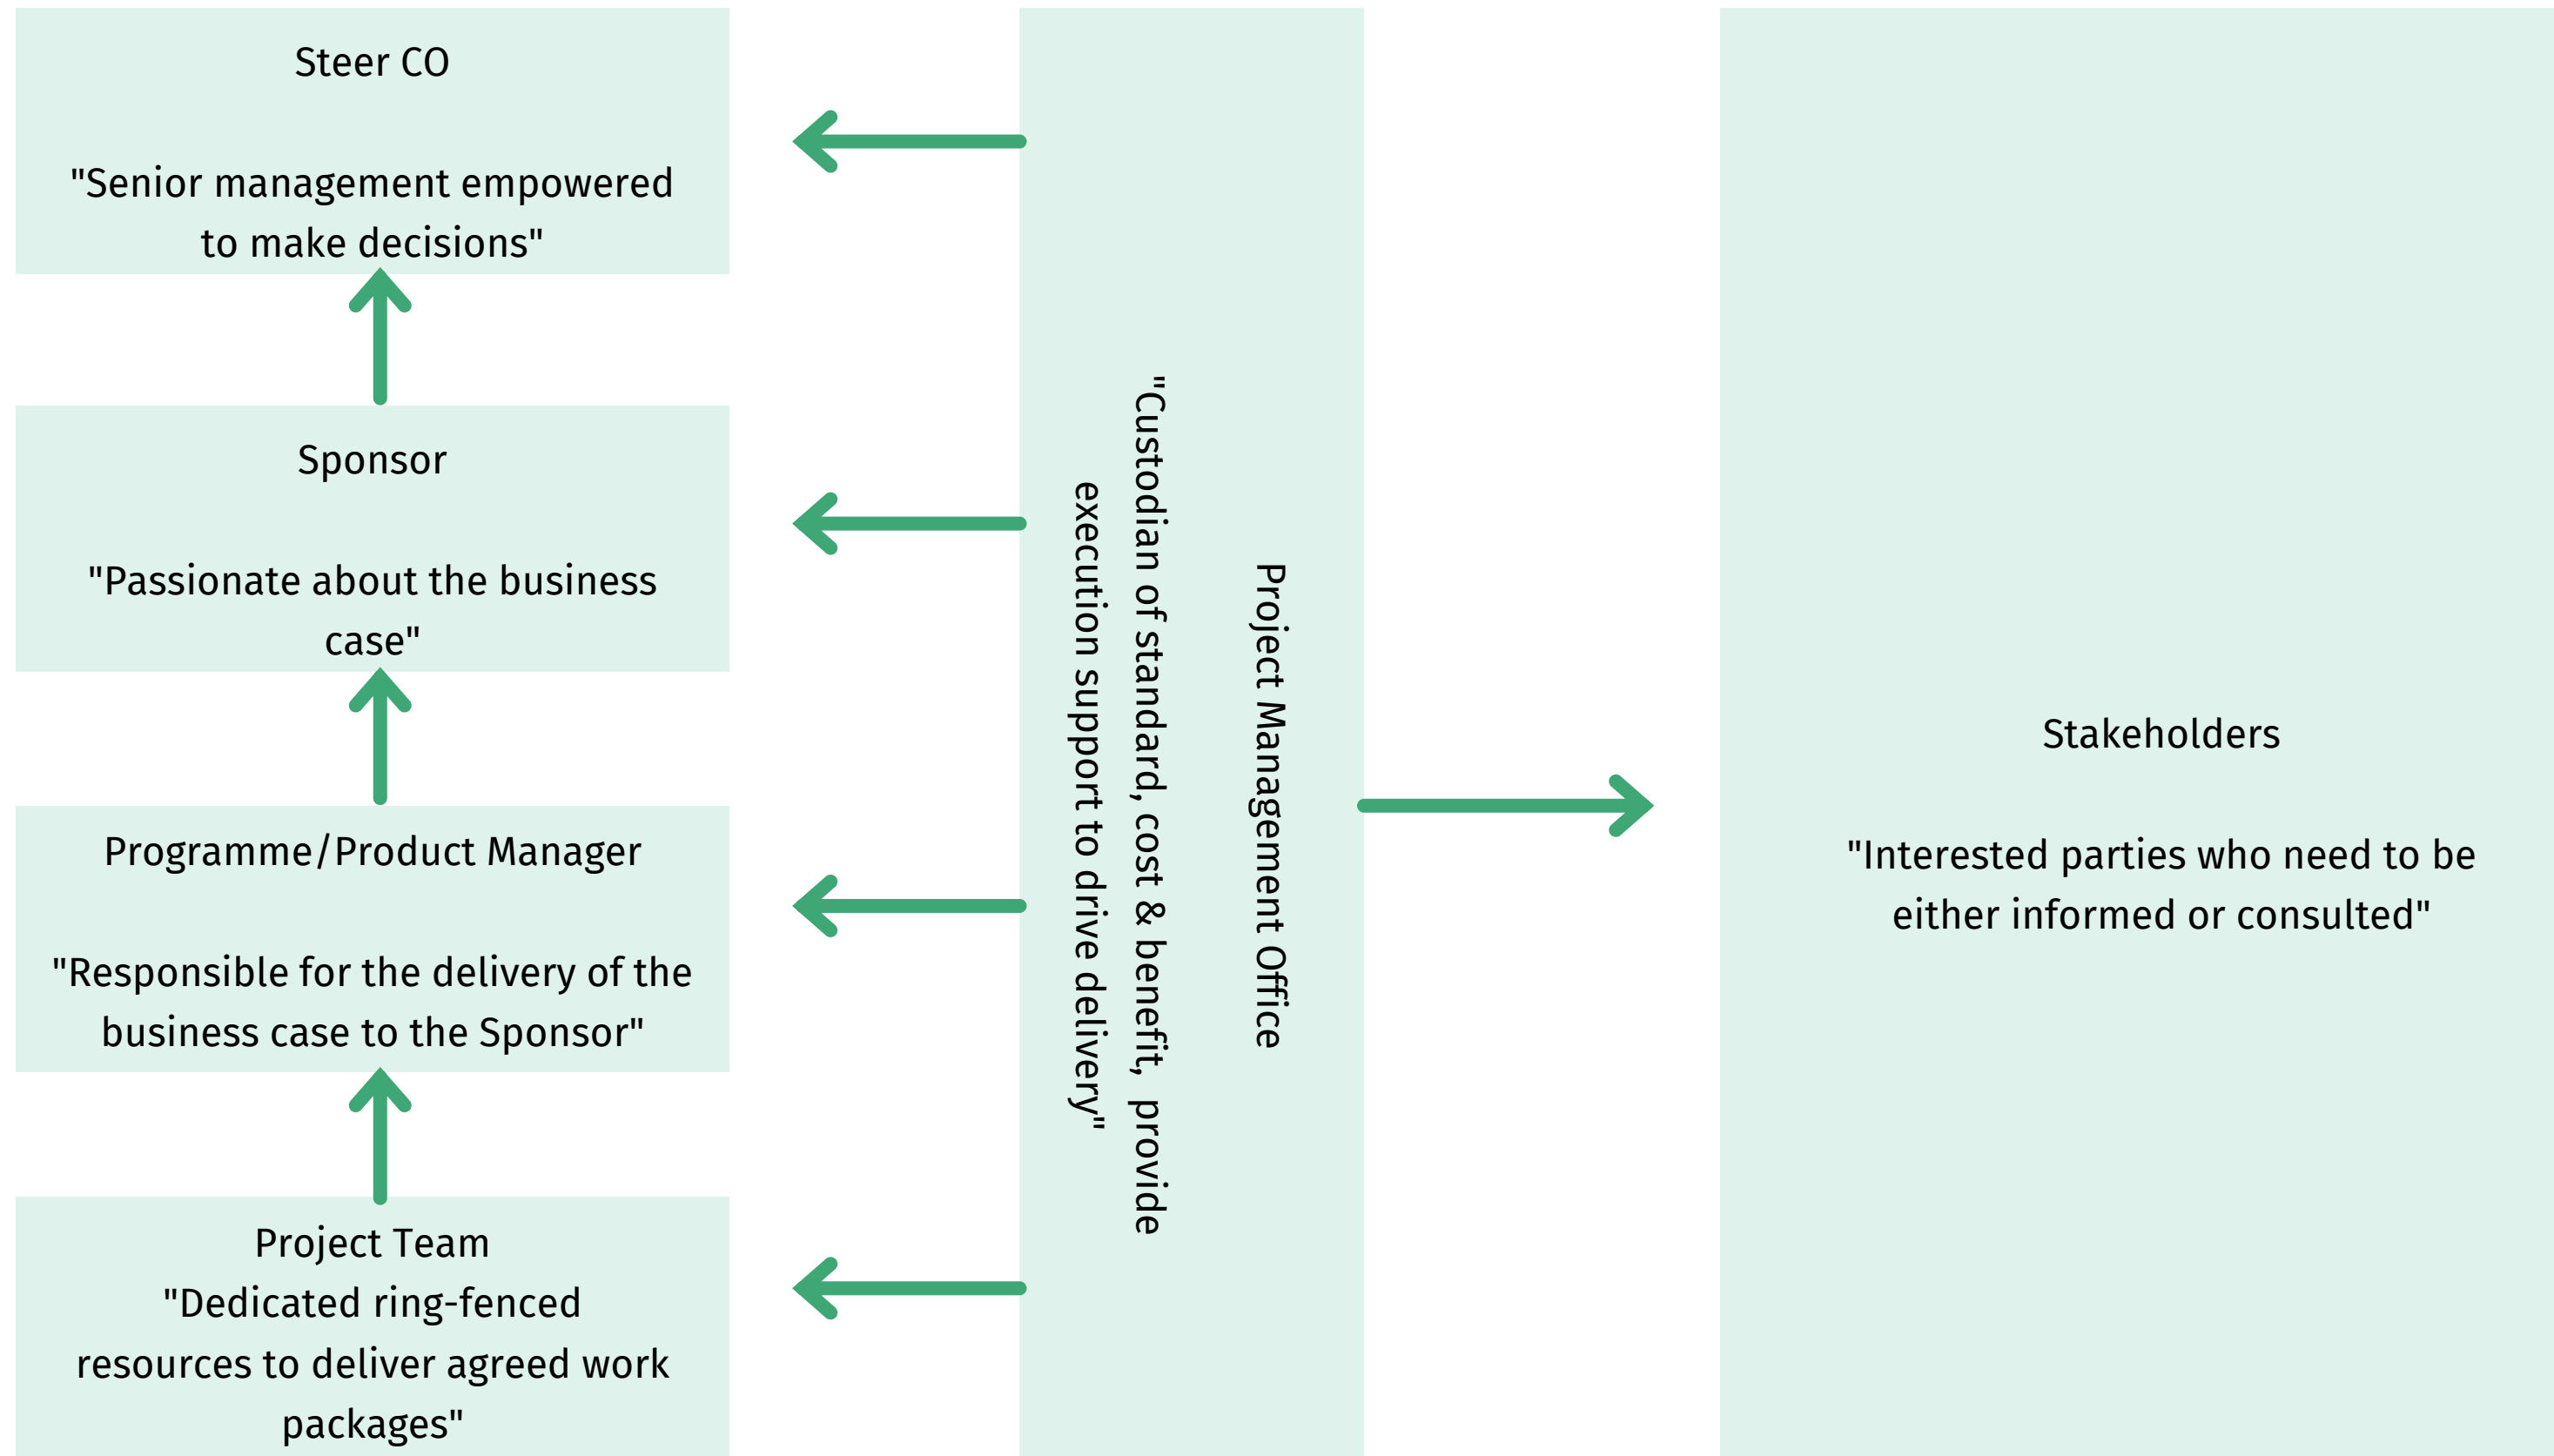 Steer CO
"Senior management empowered
to make decisions"
Sponsor
"Passionate about the business
case"
Programme/Product Manager
"Responsible for the delivery of the
business case to the Sponsor"
Project Team
"Dedicated ring-fenced
resources to deliver agreed work
packages"
Project Management Office
"Custodian of standard, cost & benefit, provide
execution support to drive delivery"
Stakeholders
"Interested parties who need to be
either informed or consulted"